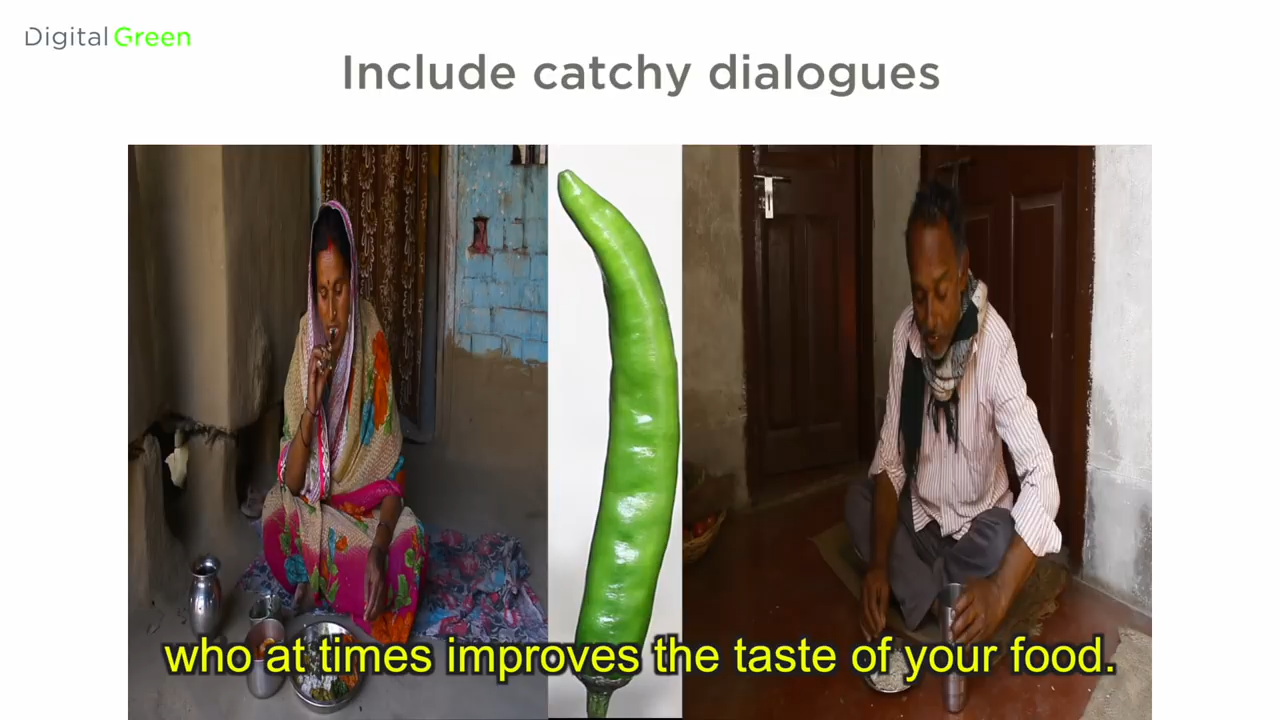 Digital Green
Include catchy dialogues
who at times improves the taste of your food.